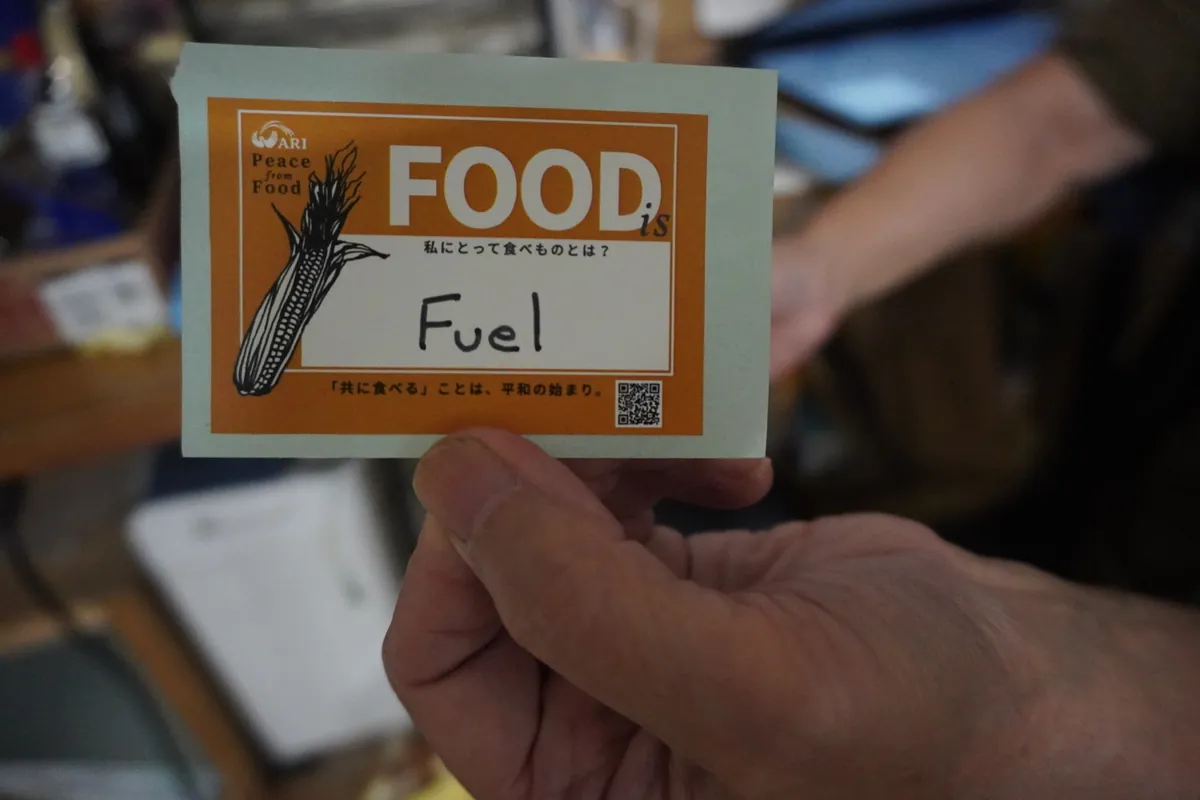 ARI
Peace
from
Food
FOOD
is
私にとって食べものとは？
Fuel
「共に食べる」ことは、平和の始まり。